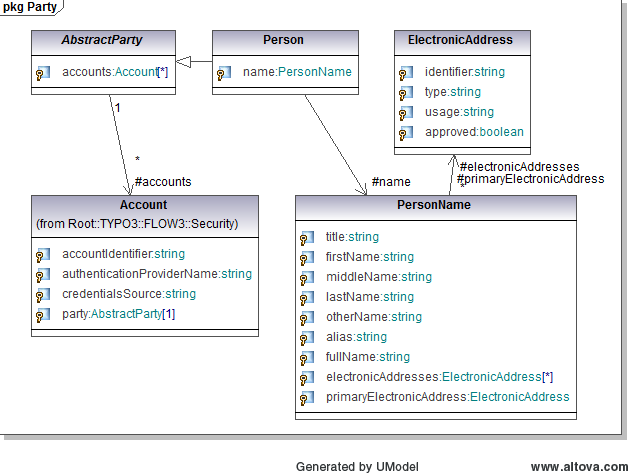 pkg Party
AbstractParty
accounts:Account[*]
Person
name:PersonName
ElectronicAddress
identifier:string
type:string
usage:string
approved:boolean
1
*
#accounts
#name
#electronicAddresses
#primaryElectronicAddress
*
Account
(from Root::TYPO3::FLOW3::Security)
accountIdentifier:string
authenticationProviderName:string
credentialsSource:string
party:AbstractParty[1]
PersonName
title:string
firstName:string
middleName:string
lastName:string
otherName:string
alias:string
fullName:string
electronicAddresses:ElectronicAddress[*]
primaryElectronicAddress:ElectronicAddress
Generated by UModel
www.altova.com